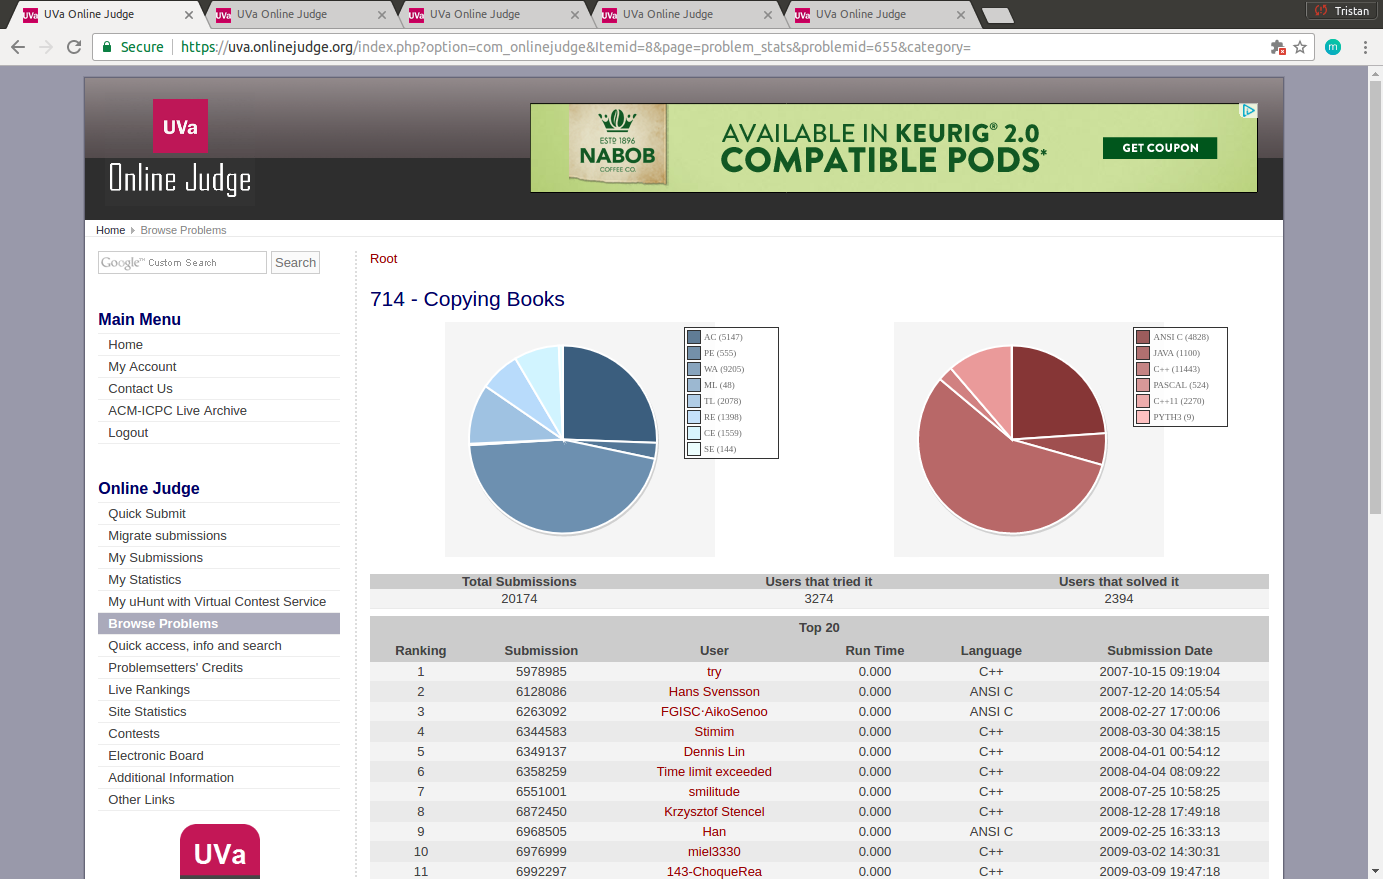 UVa Online Judge
UVa Online Judge
UVa Online Judge
UVa Online Judge
UVa Online Judge
Tristan
Secure
https://uva.onlinejudge.org/index.php?option=com_onlinejudge&Itemid=8&page=problem_stats&problemid=655&category=
m
UVa
Online Judge
ESTD 1896
NABOB
COFFEE CO.
AVAILABLE IN KEURIG® 2.0
COMPATIBLE PODS*
GET COUPON
Home Browse Problems
Google™ Custom Search
Search
Main Menu
Home
My Account
Contact Us
ACM-ICPC Live Archive
Logout
Online Judge
Quick Submit
Migrate submissions
My Submissions
My Statistics
My uHunt with Virtual Contest Service
Browse Problems
Quick access, info and search
Problemsetters' Credits
Live Rankings
Site Statistics
Contests
Electronic Board
Additional Information
Other Links
UVa
Root
714 - Copying Books
AC (5147)
PE (555)
WA (9205)
ML (48)
TL (2078)
RE (1398)
CE (1559)
SE (144)
ANSI C (4828)
JAVA (1100)
C++ (11443)
PASCAL (524)
C++11 (2270)
PYTH3 (9)
Total Submissions Users that tried it Users that solved it
20174 3274 2394
Top 20
Ranking Submission User Run Time Language Submission Date
1 5978985 try 0.000 C++ 2007-10-15 09:19:04
2 6128086 Hans Svensson 0.000 ANSI C 2007-12-20 14:05:54
3 6263092 FGISC·AikoSenoo 0.000 ANSI C 2008-02-27 17:00:06
4 6344583 Stimim 0.000 C++ 2008-03-30 04:38:15
5 6349137 Dennis Lin 0.000 C++ 2008-04-01 00:54:12
6 6358259 Time limit exceeded 0.000 C++ 2008-04-04 08:09:22
7 6551001 smilitude 0.000 C++ 2008-07-25 10:58:25
8 6872450 Krzysztof Stencel 0.000 C++ 2008-12-28 17:49:18
9 6968505 Han 0.000 ANSI C 2009-02-25 16:33:13
10 6976999 miel3330 0.000 C++ 2009-03-02 14:30:31
11 6992297 143-ChoqueRea 0.000 C++ 2009-03-09 19:47:18